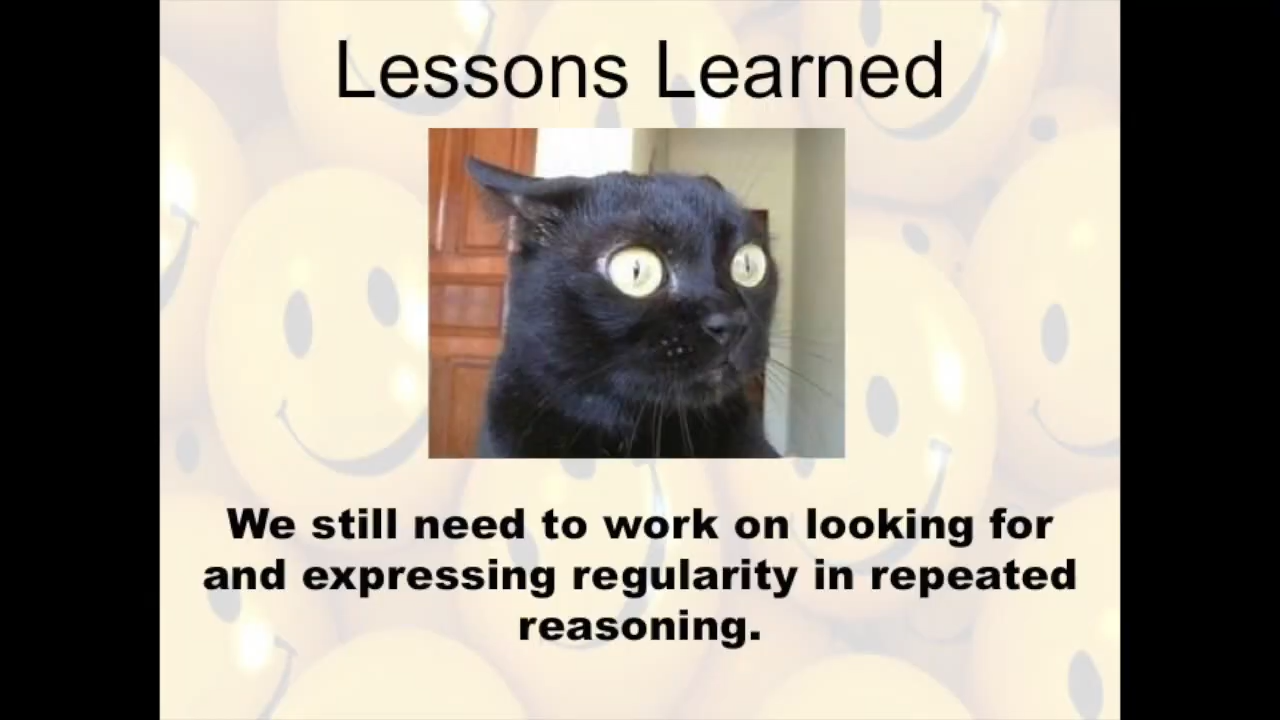 Lessons Learned
We still need to work on looking for
and expressing regularity in repeated
reasoning.